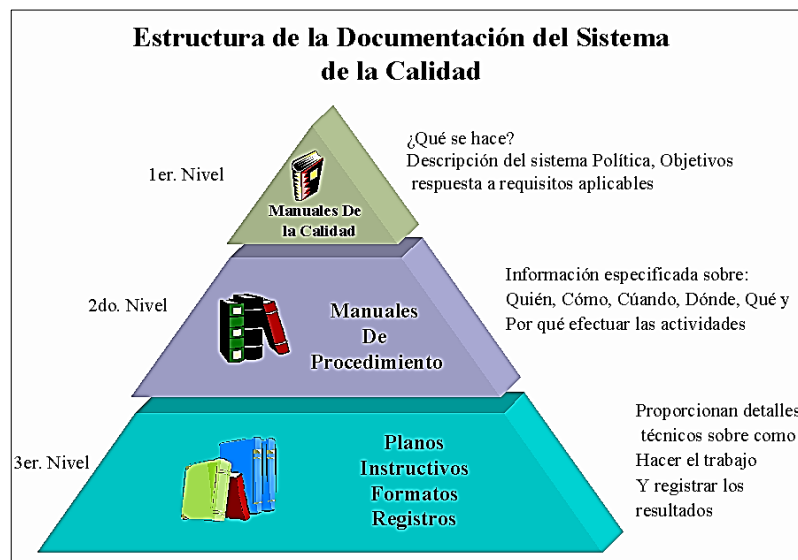 Estructura de la Documentación del Sistema
de la Calidad
1er. Nivel
Manuales De
la Calidad
¿Qué se hace?
Descripción del sistema Política, Objetivos
respuesta a requisitos aplicables
2do. Nivel
Manuales
De
Procedimiento
Información especificada sobre:
Quién, Cómo, Cúando, Dónde, Qué y
Por qué efectuar las actividades
3er. Nivel
Planos
Instructivos
Formatos
Registros
Proporcionan detalles
técnicos sobre como
Hacer el trabajo
Y registrar los
resultados